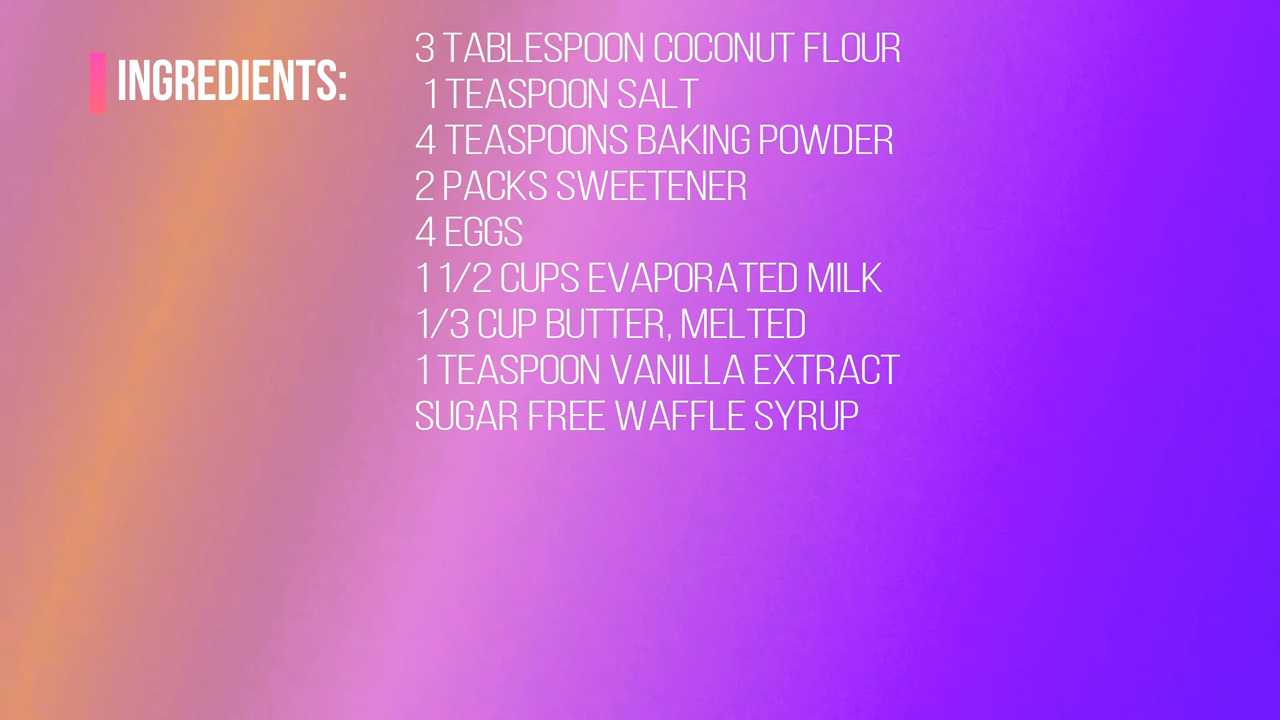 INGREDIENTS:
3 TABLESPOON COCONUT FLOUR
1 TEASPOON SALT
4 TEASPOONS BAKING POWDER
2 PACKS SWEETENER
4 EGGS
1 1/2 CUPS EVAPORATED MILK
1/3 CUP BUTTER, MELTED
1 TEASPOON VANILLA EXTRACT
SUGAR FREE WAFFLE SYRUP